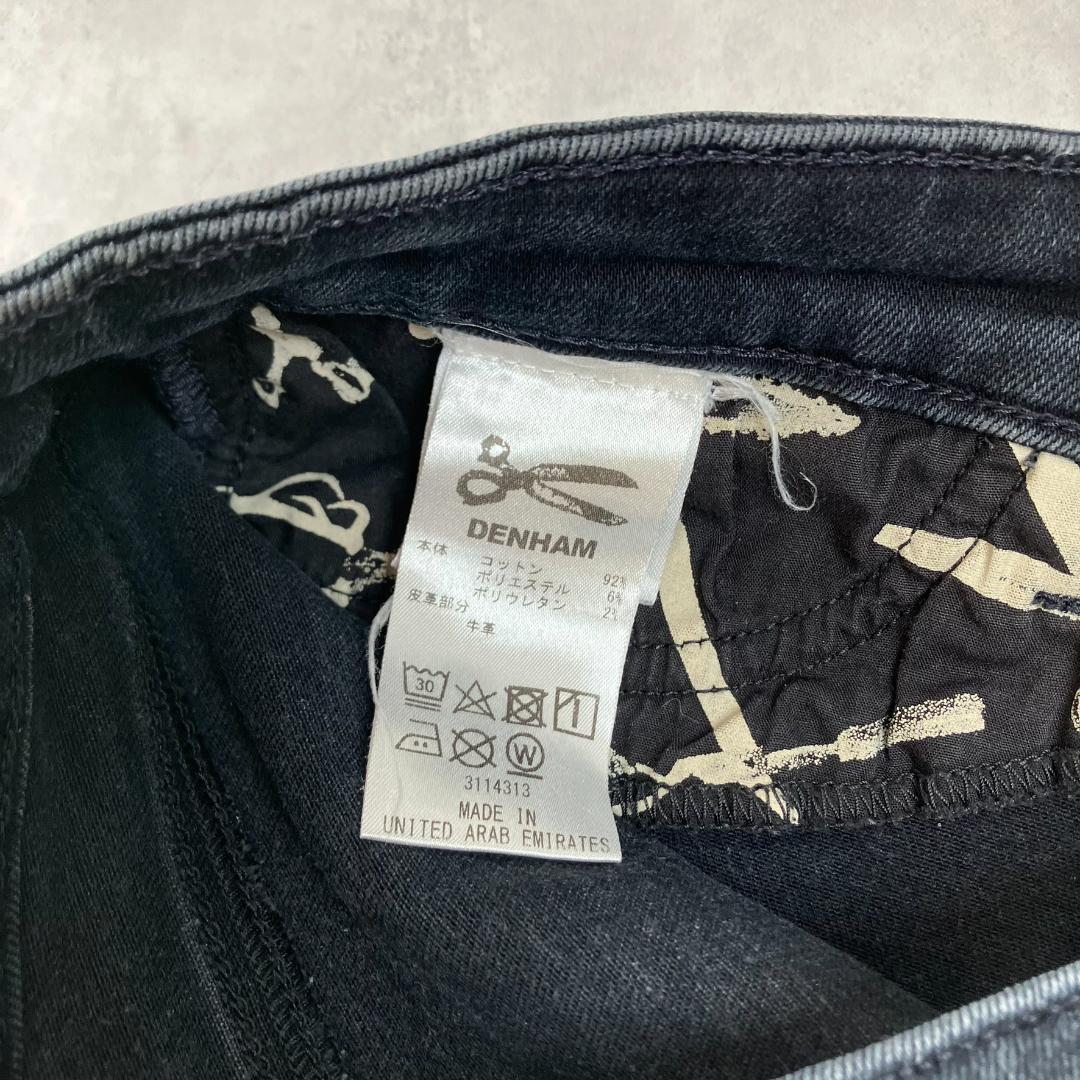 DENHAM
本体 コットン 92%
ポリエステル 6%
ポリウレタン 2%
皮革部分
牛革
30
W
3114313
MADE IN
UNITED ARAB EMIRATES